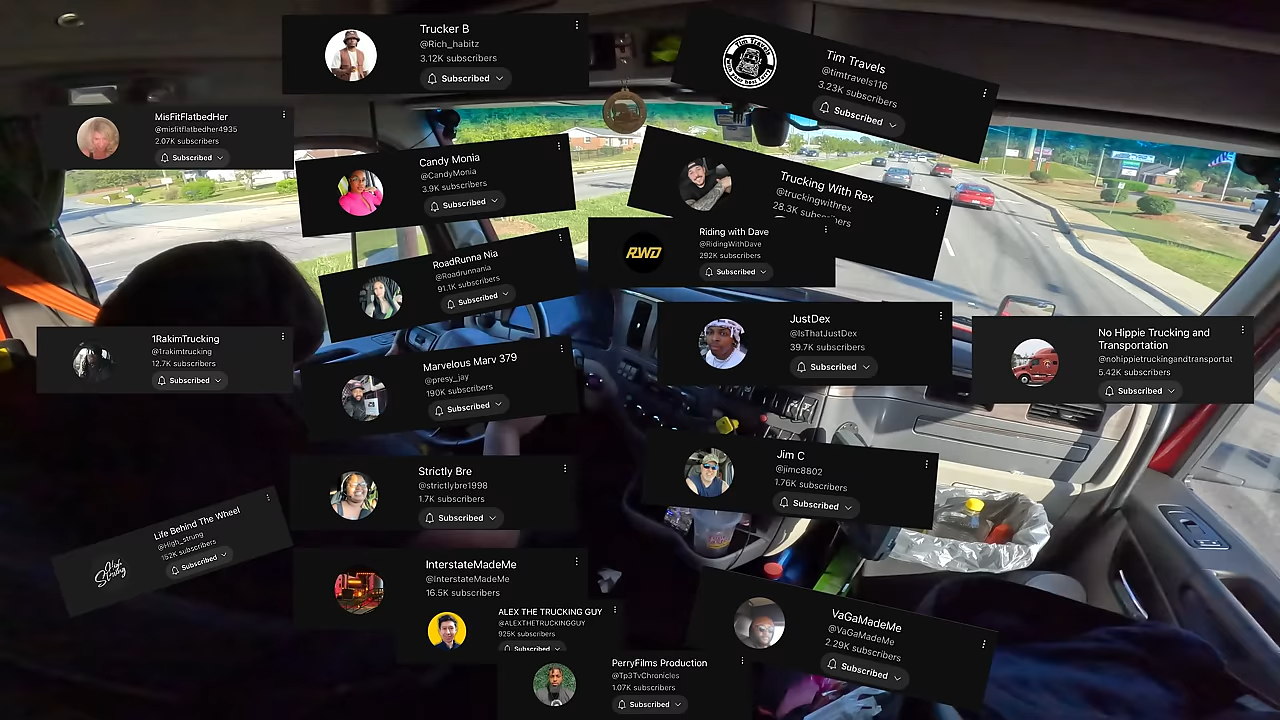 Trucker B
@Rich_habitz
3.12K subscribers
Subscribed
Tim Travels
Tim Travels
@timtravels116
3.23K subscribers
Subscribed
MisFitFlatbedHer
@misfitflatbedher4935
2.07K subscribers
Subscribed
Candy Monia
@CandyMonia
3.9K subscribers
Subscribed
Trucking With Rex
@truckingwithrex
28.3K subscribers
Riding with Dave
@RidingWithDave
292K subscribers
Subscribed
RWD
RoadRunna Nia
@Roadrunnania
91.1K subscribers
Subscribed
JustDex
@IsThatJustDex
39.7K subscribers
Subscribed
No Hippie Trucking and
Transportation
@nohippietruckingandtransportat
5.42K subscribers
Subscribed
1RakimTrucking
@1rakimtrucking
12.7K subscribers
Subscribed
Marvelous Marv 379
@presy_jay
190K subscribers
Subscribed
Jim C
@jimc8802
1.76K subscribers
Subscribed
Strictly Bre
@strictlybre1998
1.7K subscribers
Subscribed
Life Behind The Wheel
@High_strung
subscribers
Subscribed
High
Strung
InterstateMadeMe
@InterstateMadeMe
16.5K subscribers
ALEX THE TRUCKING GUY
@ALEXTHETRUCKINGGUY
925K subscribers
Subscribed
VaGaMadeMe
@VaGaMadeMe
2.29K subscribers
Subscribed
PerryFilms Production
@Tp3TvChronicles
1.07K subscribers
Subscribed